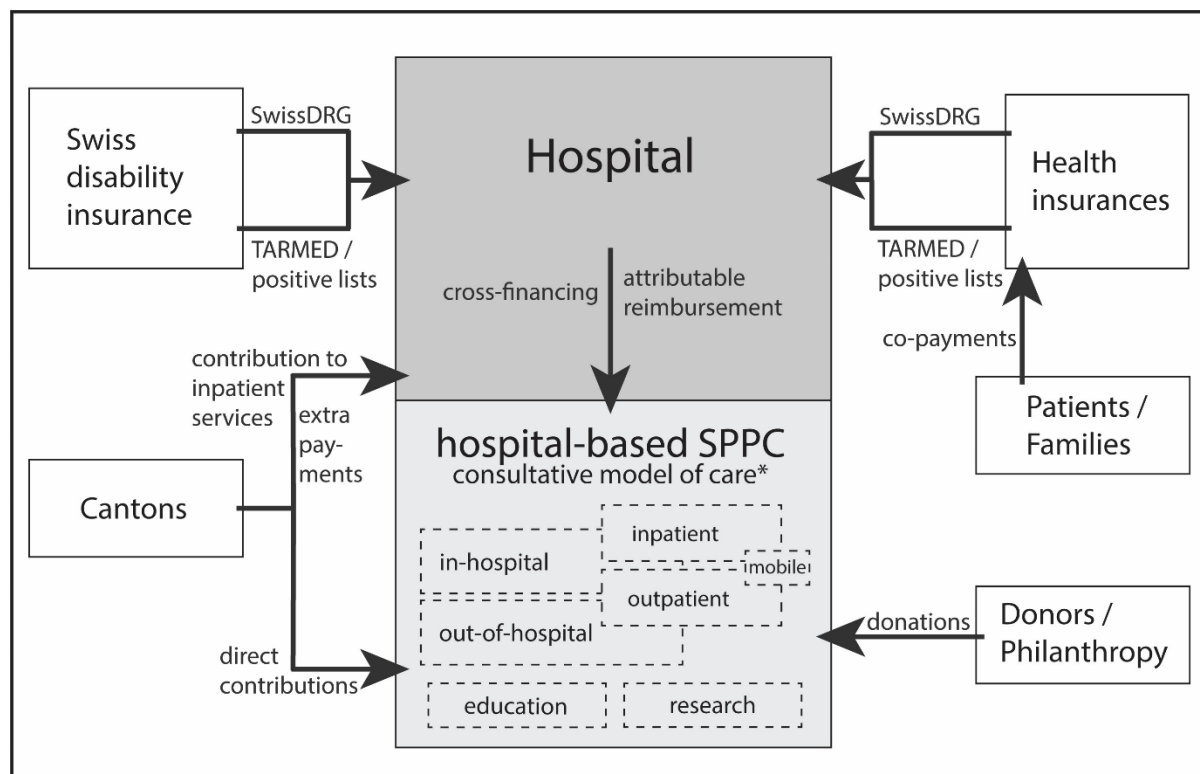 Swiss
disability
insurance
SwissDRG
TARMED /
positive lists
Hospital
cross-financing
attributable
reimbursement
SwissDRG
TARMED /
positive lists
Health
insurances
co-payments
Patients /
Families
contribution to
inpatient
services
extra
pay-
ments
Cantons
direct
contributions
hospital-based SPPC
consultative model of care*
in-hospital
inpatient
mobile
outpatient
out-of-hospital
education
research
donations
Donors /
Philanthropy